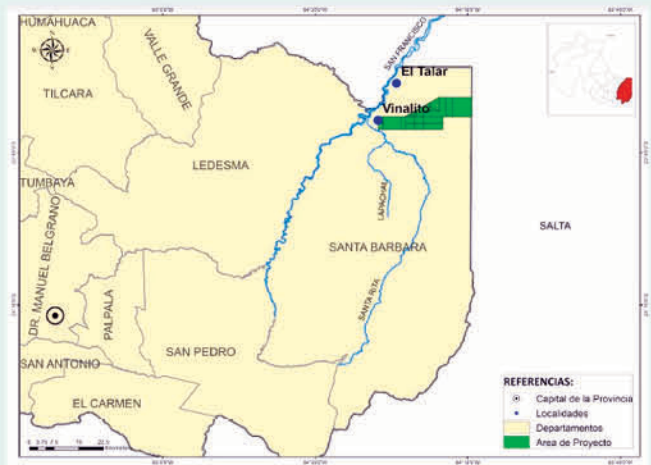 HUMAHUACA
VALLE GRANDE
TILCARA
SAN FRANCISCO
El Talar
Vinalito
LEDESMA
TUMBAYA
LAPACHAL
DR. MANUEL BELGRANO
SANTA BARBARA
SALTA
SANTA RITA
PALPALA
SAN PEDRO
SAN ANTONIO
EL CARMEN
REFERENCIAS:
Capital de la Provincia
Localidades
Departamentos
Area de Proyecto